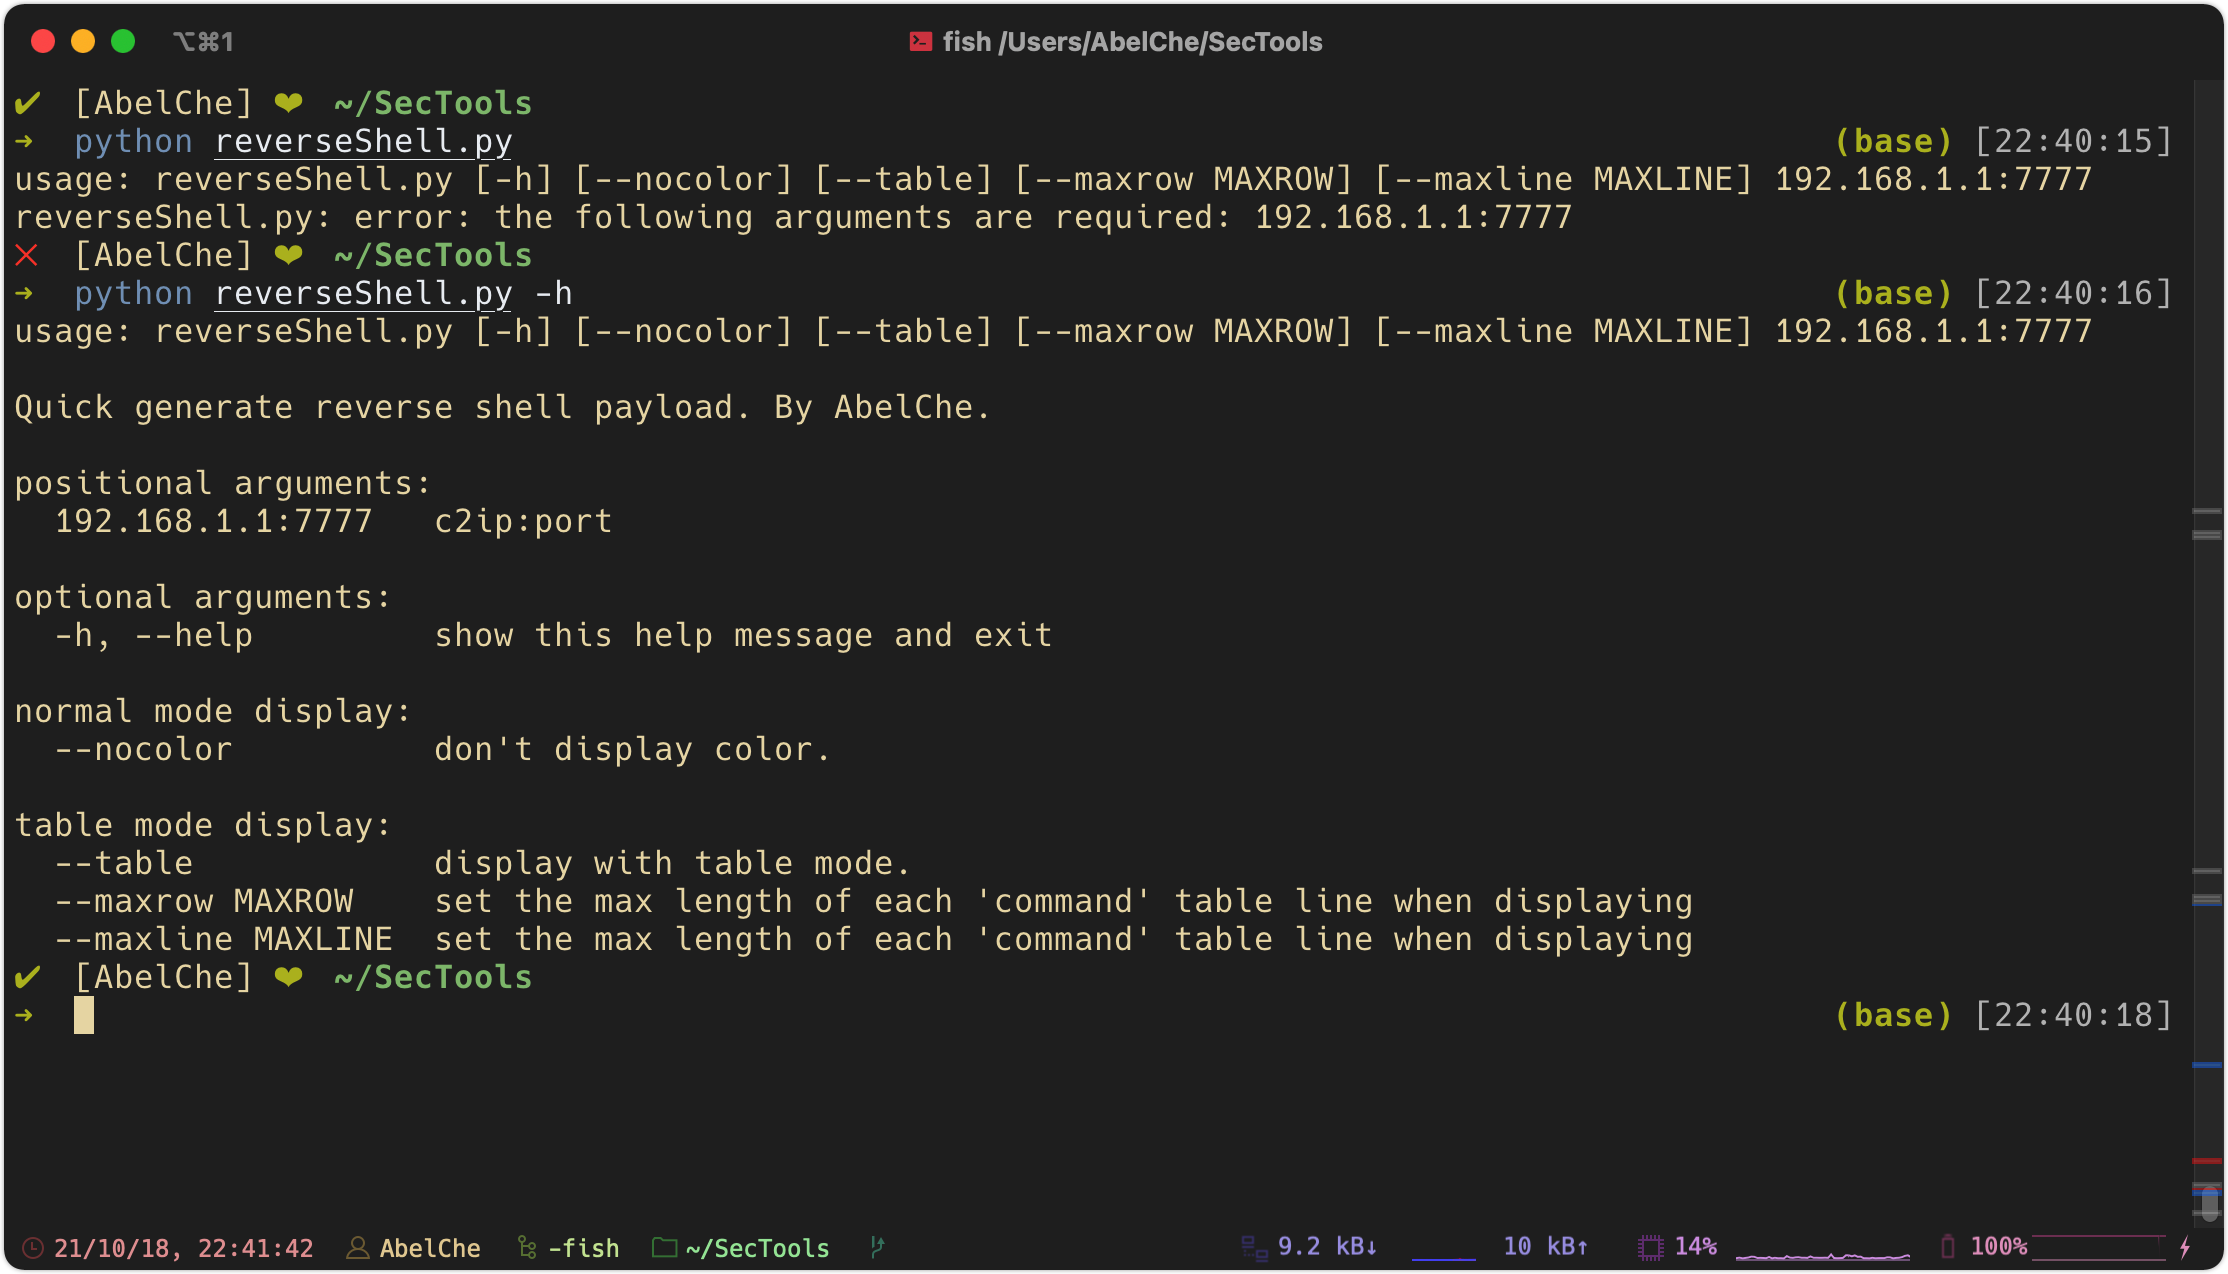 ⌥⌘1
fish /Users/AbelChe/SecTools
✔ [AbelChe] ❤ ~/SecTools
➜ python reverseShell.py (base) [22:40:15]
usage: reverseShell.py [-h] [--nocolor] [--table] [--maxrow MAXROW] [--maxline MAXLINE] 192.168.1.1:7777
reverseShell.py: error: the following arguments are required: 192.168.1.1:7777
✕ [AbelChe] ❤ ~/SecTools
➜ python reverseShell.py -h (base) [22:40:16]
usage: reverseShell.py [-h] [--nocolor] [--table] [--maxrow MAXROW] [--maxline MAXLINE] 192.168.1.1:7777
Quick generate reverse shell payload. By AbelChe.
positional arguments:
  192.168.1.1:7777   c2ip:port
optional arguments:
  -h, --help         show this help message and exit
normal mode display:
  --nocolor          don't display color.
table mode display:
  --table            display with table mode.
  --maxrow MAXROW    set the max length of each 'command' table line when displaying
  --maxline MAXLINE  set the max length of each 'command' table line when displaying
✔ [AbelChe] ❤ ~/SecTools
➜ (base) [22:40:18]
21/10/18, 22:41:42 AbelChe -fish ~/SecTools 9.2 kB↓ 10 kB↑ 14% 100%